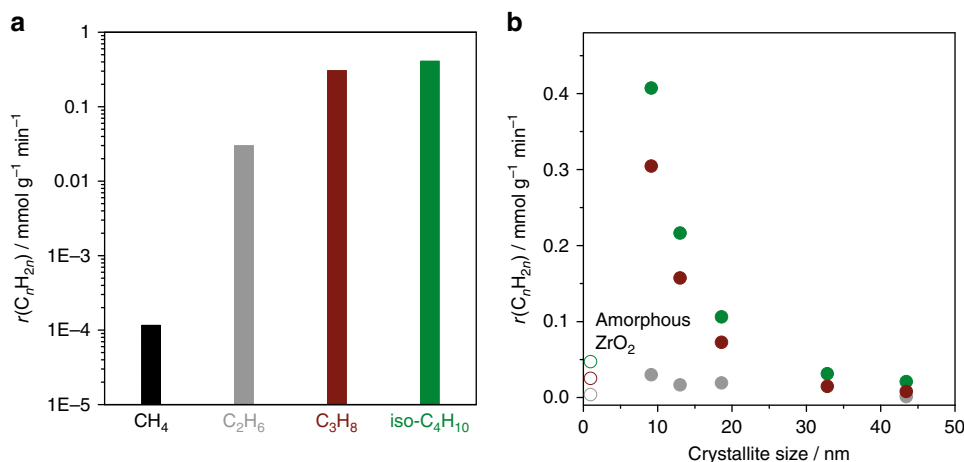 a
r(CₙH₂ₙ) / mmol g⁻¹ min⁻¹
1
0.1
0.01
1E–3
1E–4
1E–5
CH₄
C₂H₆
C₃H₈
iso-C₄H₁₀
b
r(CₙH₂ₙ) / mmol g⁻¹ min⁻¹
0.4
0.3
0.2
0.1
0.0
Amorphous
ZrO₂
0
10
20
30
40
50
Crystallite size / nm